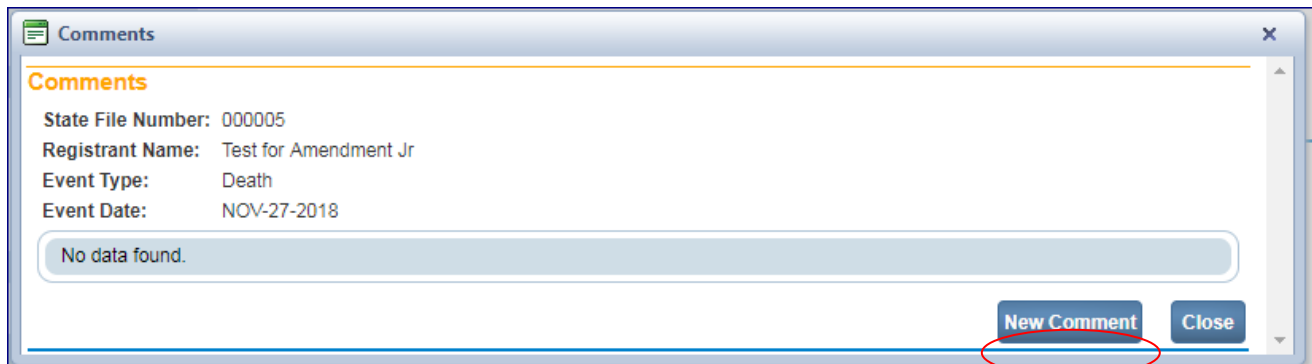 Comments
Comments
State File Number: 000005
Registrant Name: Test for Amendment Jr
Event Type: Death
Event Date: NOV-27-2018
No data found.
New Comment Close